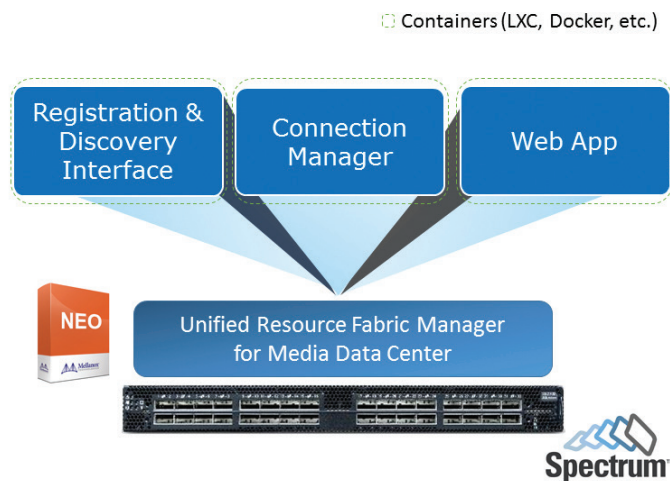 Containers (LXC, Docker, etc.)
Registration &
Discovery
Interface
Connection
Manager
Web App
NEO
Mellanox
Unified Resource Fabric Manager
for Media Data Center
Spectrum